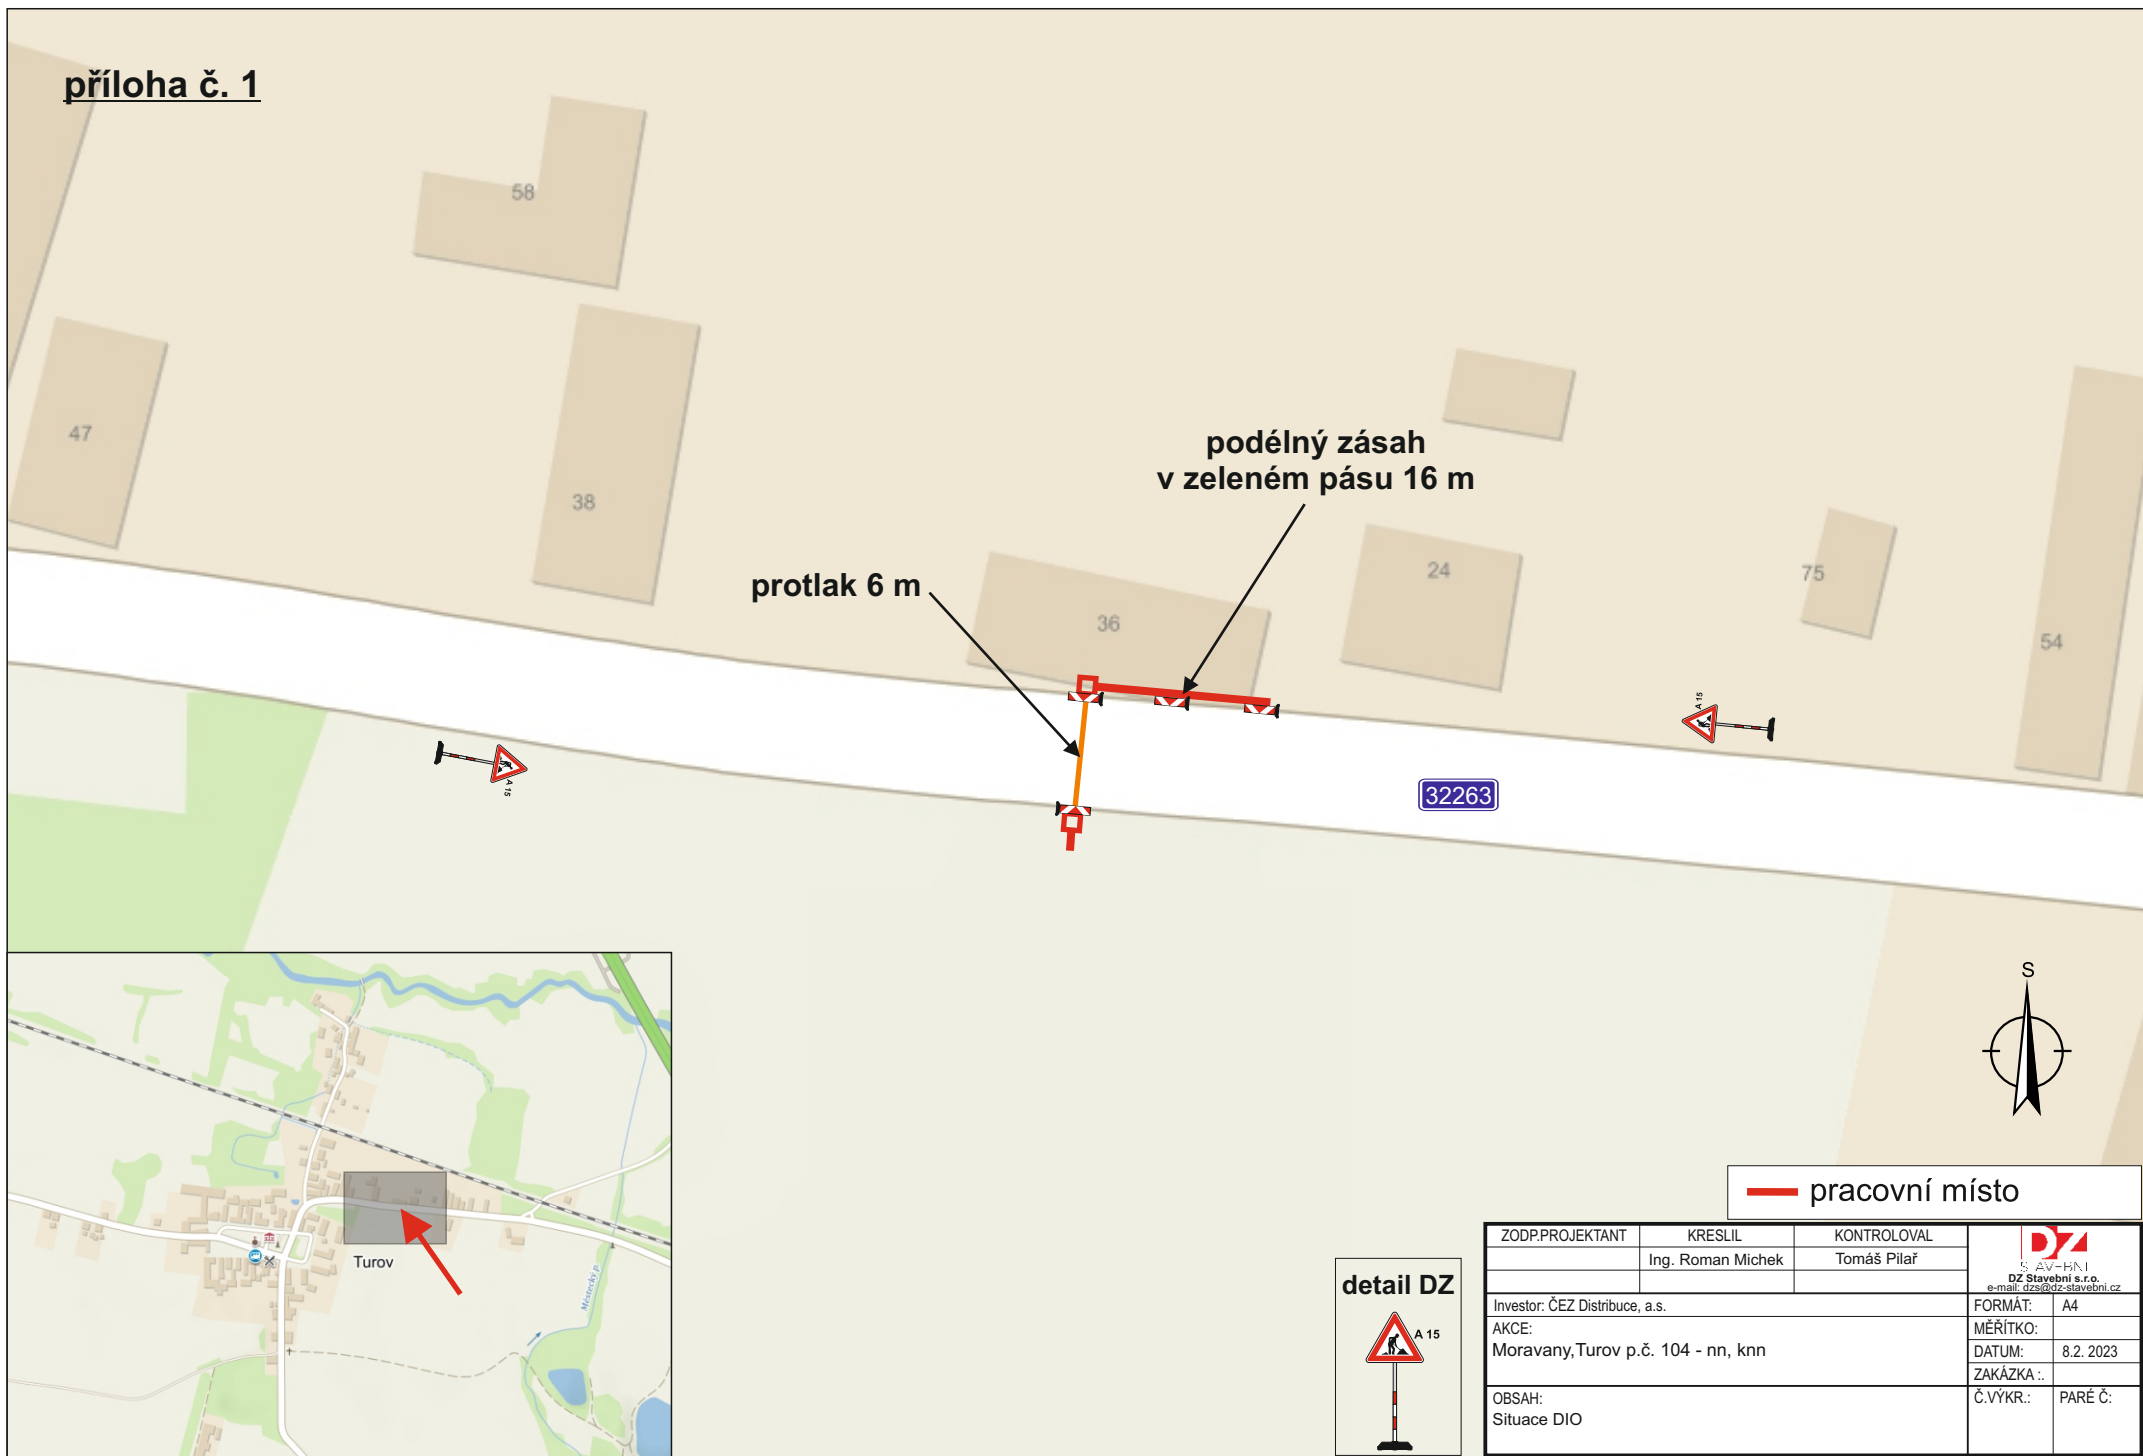 příloha č. 1
58
47
38
podélný zásah
v zeleném pásu 16 m
protlak 6 m
36
24
75
54
A 15
A 15
32263
S
Turov
Městecký p.
pracovní místo
detail DZ
A 15
ZODP.PROJEKTANT
KRESLIL
KONTROLOVAL
Ing. Roman Michek
Tomáš Pilař
DZ
STAVEBNÍ
DZ Stavební s.r.o.
e-mail: dzs@dz-stavebni.cz
Investor: ČEZ Distribuce, a.s.
FORMÁT: A4
AKCE:
Moravany,Turov p.č. 104 - nn, knn
MĚŘÍTKO:
DATUM: 8.2. 2023
ZAKÁZKA :.
OBSAH:
Situace DIO
Č.VÝKR.:
PARÉ Č: